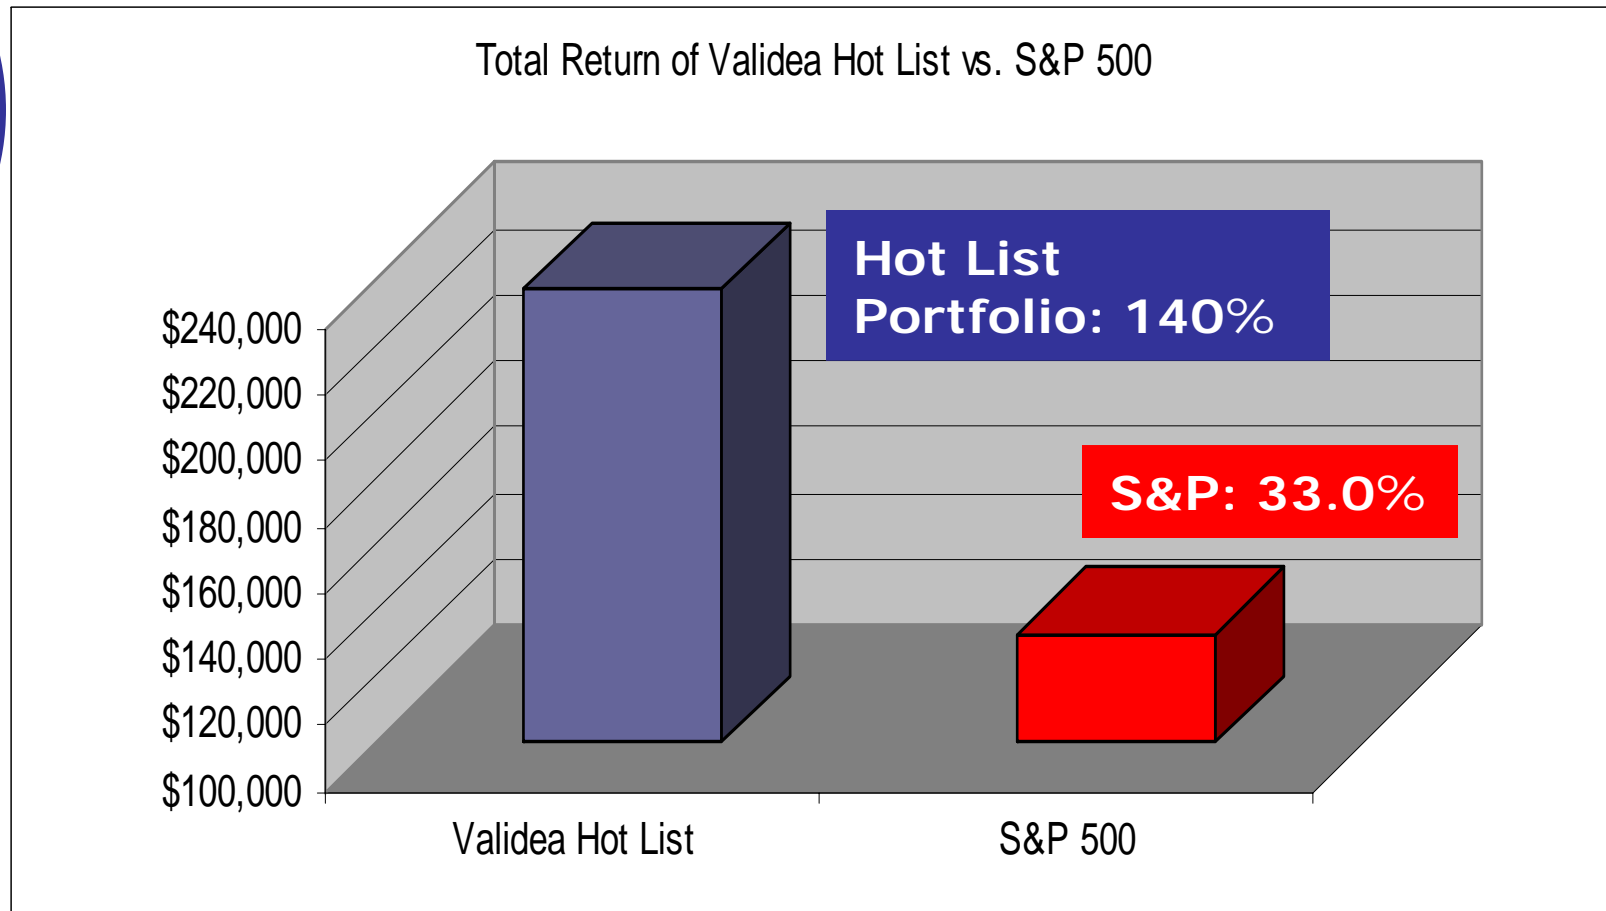 Total Return of Validea Hot List vs. S&P 500
Hot List
Portfolio: 140%
S&P: 33.0%
$240,000
$220,000
$200,000
$180,000
$160,000
$140,000
$120,000
$100,000
Validea Hot List
S&P 500